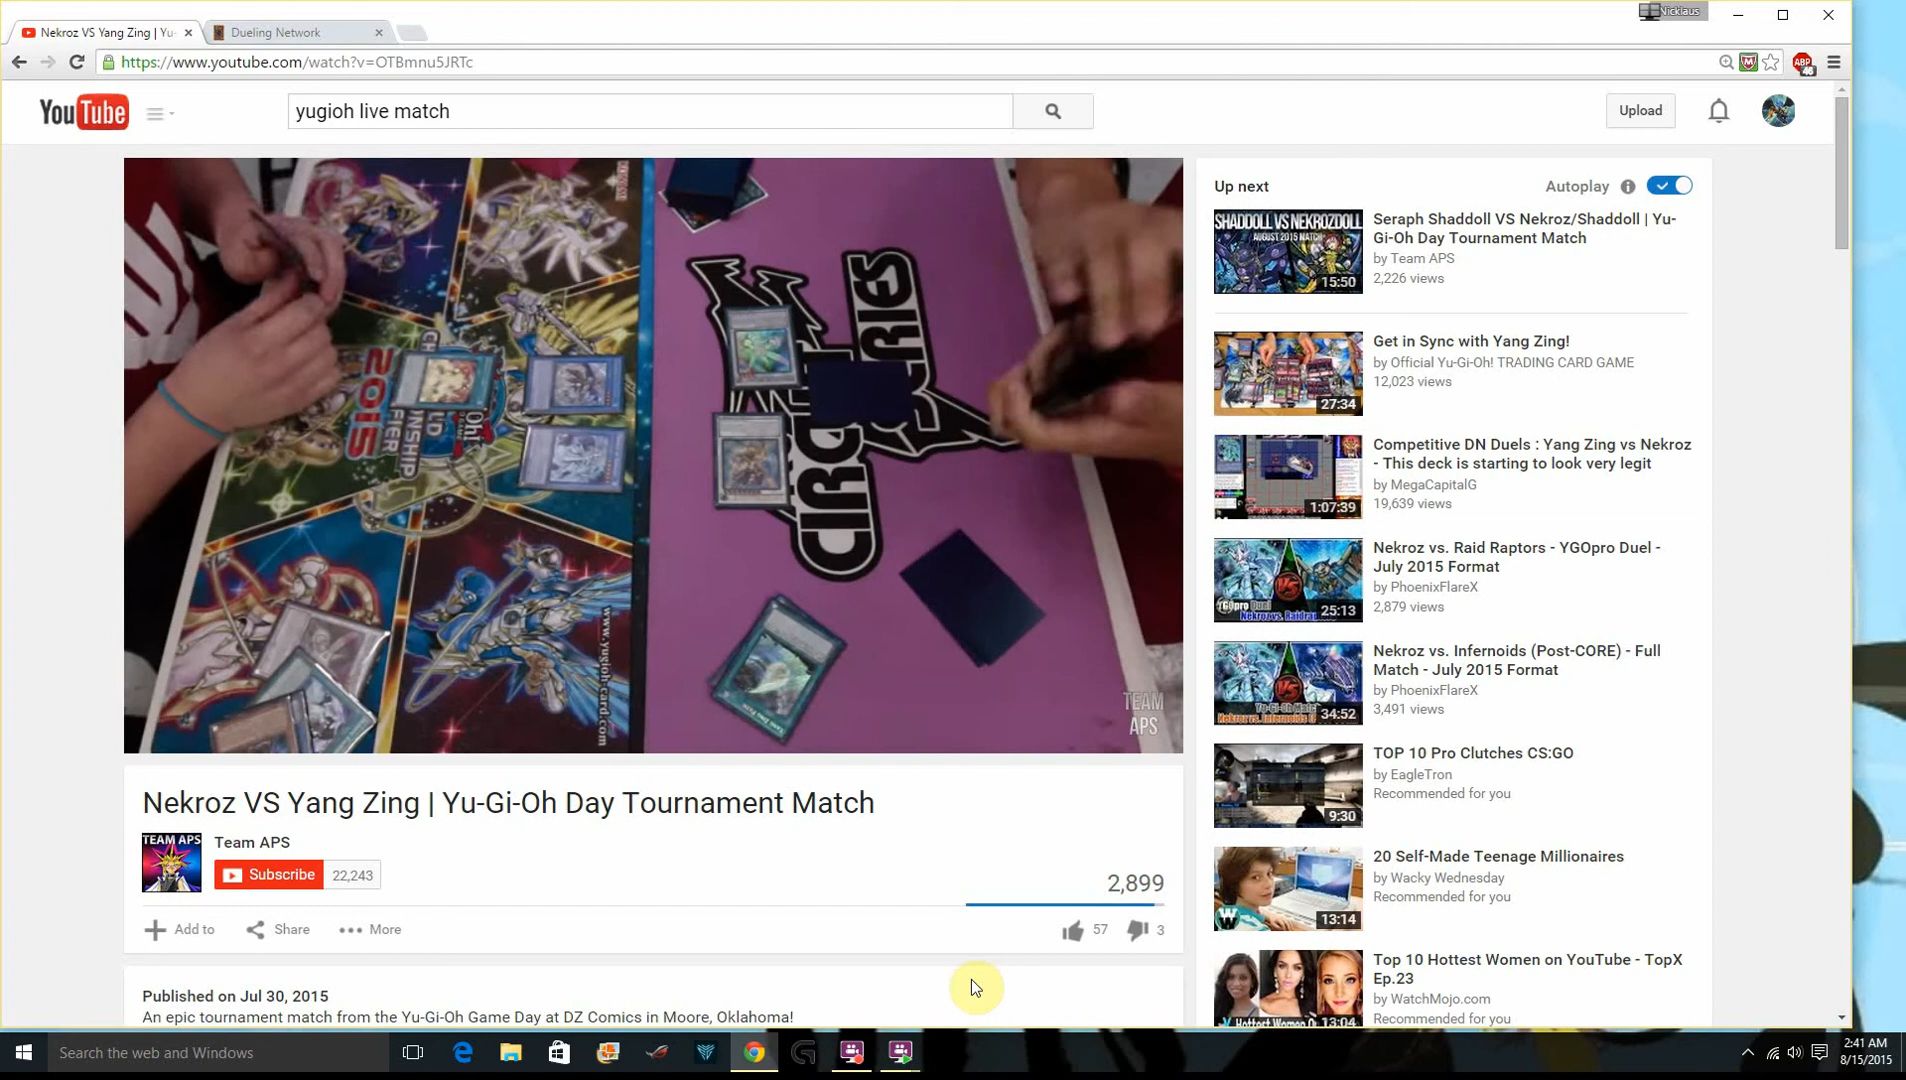 Nicklaus
Nekroz VS Yang Zing | Yu-
Dueling Network
https://www.youtube.com/watch?v=OTBmnu5JRTc
ABP
YouTube
yugioh live match
Upload
2015
www.yugioh-card.com
CIRCUIT
SERIES
TEAM
APS
Up next
Autoplay
SHADDOLL VS NEKROZDOLL
AUGUST 2015 MATCH
15:50
Seraph Shaddoll VS Nekroz/Shaddoll | Yu-
Gi-Oh Day Tournament Match
by Team APS
2,226 views
27:34
Get in Sync with Yang Zing!
by Official Yu-Gi-Oh! TRADING CARD GAME
12,023 views
1:07:39
Competitive DN Duels : Yang Zing vs Nekroz
- This deck is starting to look very legit
by MegaCapitalG
19,639 views
VS
YGOpro Duel
25:13
Nekroz vs. Raid Raptors - YGOpro Duel -
July 2015 Format
by PhoenixFlareX
2,879 views
VS
34:52
Nekroz vs. Infernoids (Post-CORE) - Full
Match - July 2015 Format
by PhoenixFlareX
3,491 views
9:30
TOP 10 Pro Clutches CS:GO
by EagleTron
Recommended for you
W
13:14
20 Self-Made Teenage Millionaires
by Wacky Wednesday
Recommended for you
13:04
Top 10 Hottest Women on YouTube - TopX
Ep.23
by WatchMojo.com
Recommended for you
Nekroz VS Yang Zing | Yu-Gi-Oh Day Tournament Match
TEAM APS
Team APS
Subscribe 22,243
2,899
Add to Share More
57 3
Published on Jul 30, 2015
An epic tournament match from the Yu-Gi-Oh Game Day at DZ Comics in Moore, Oklahoma!
Search the web and Windows
2:41 AM
8/15/2015